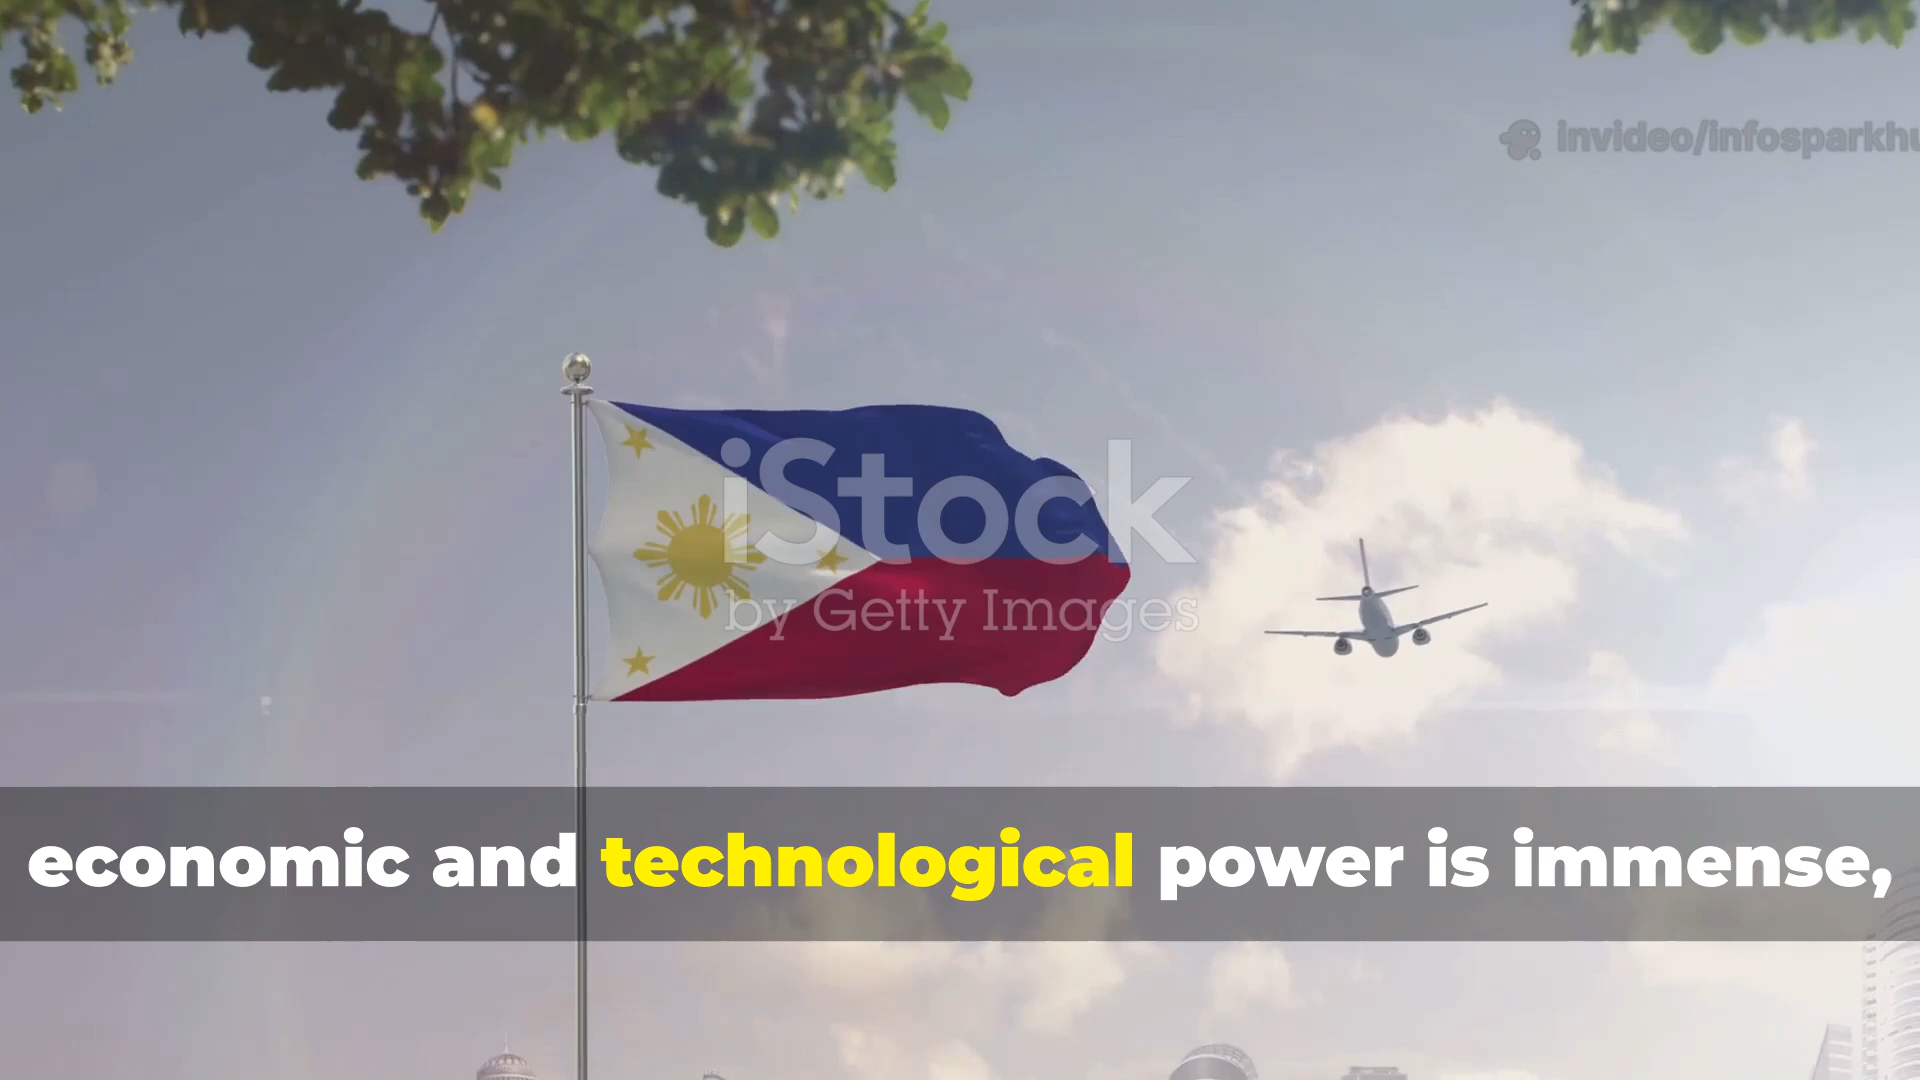 invideo/infosparkhu
iStock
by Getty Images
economic and technological power is immense,